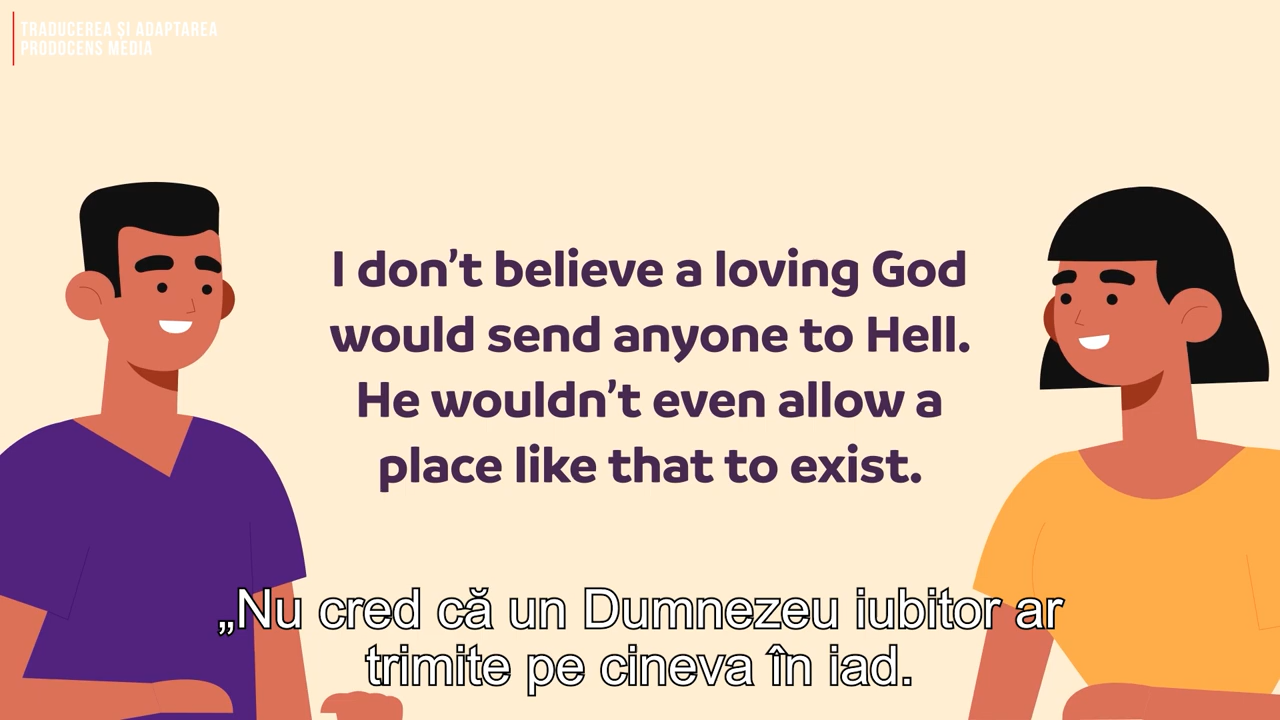 TRADUCEREA ȘI ADAPTAREA
PRODOCENS MEDIA
I don't believe a loving God
would send anyone to Hell.
He wouldn't even allow a
place like that to exist.
„Nu cred că un Dumnezeu iubitor ar
trimite pe cineva în iad.